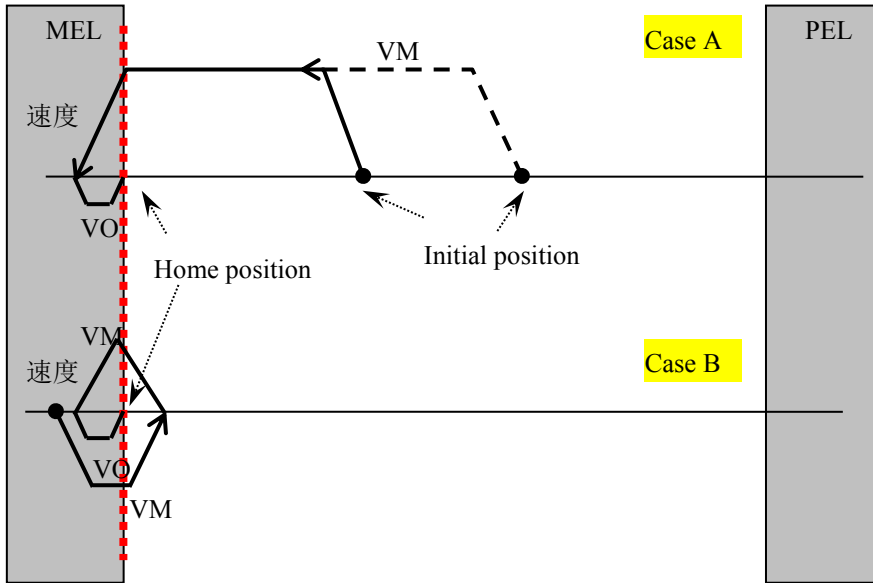 MEL
PEL
Case A
VM
速度
VO
Home position
Initial position
VM
速度
Case B
VO
VM